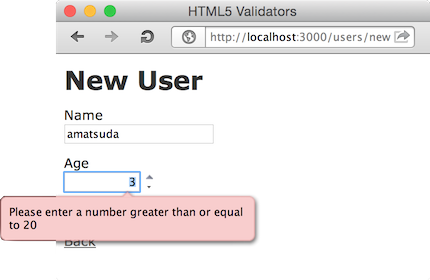 HTML5 Validators
http://localhost:3000/users/new
New User
Name
amatsuda
Age
3
Please enter a number greater than or equal
to 20
Back